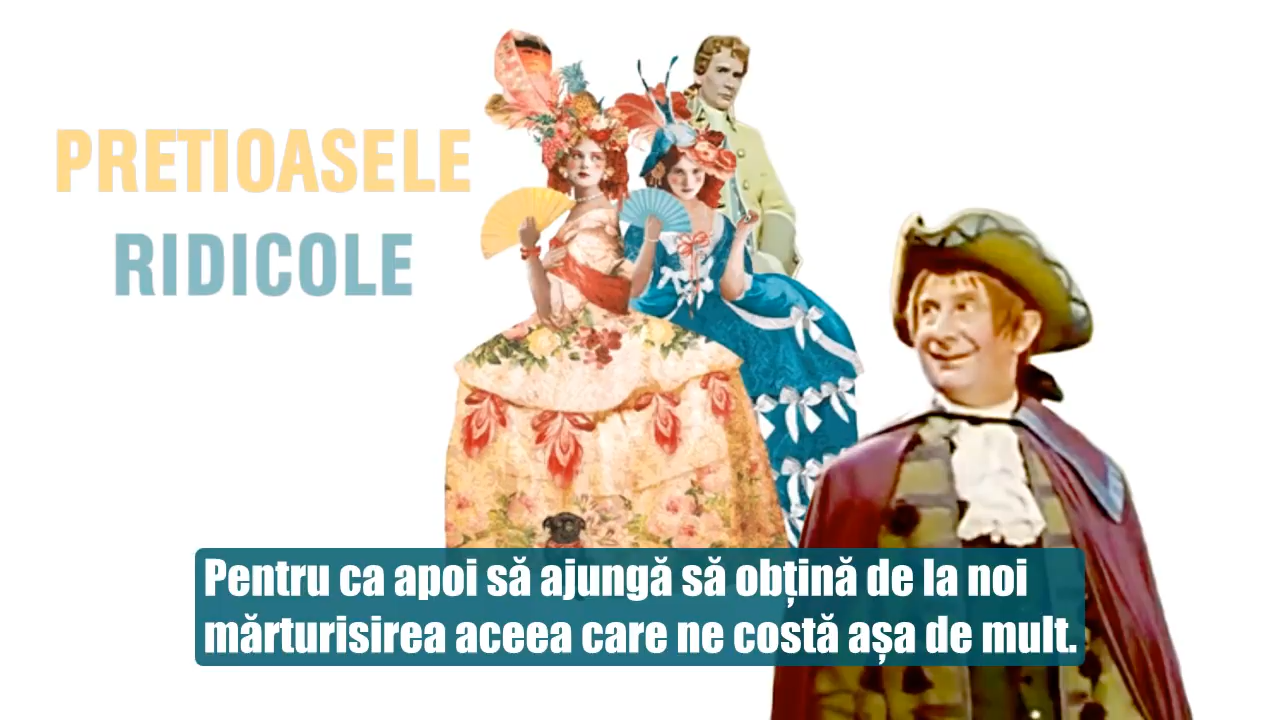 PRETIOASELE
RIDICOLE
Pentru ca apoi să ajungă să obțină de la noi
mărturisirea aceea care ne costă așa de mult.